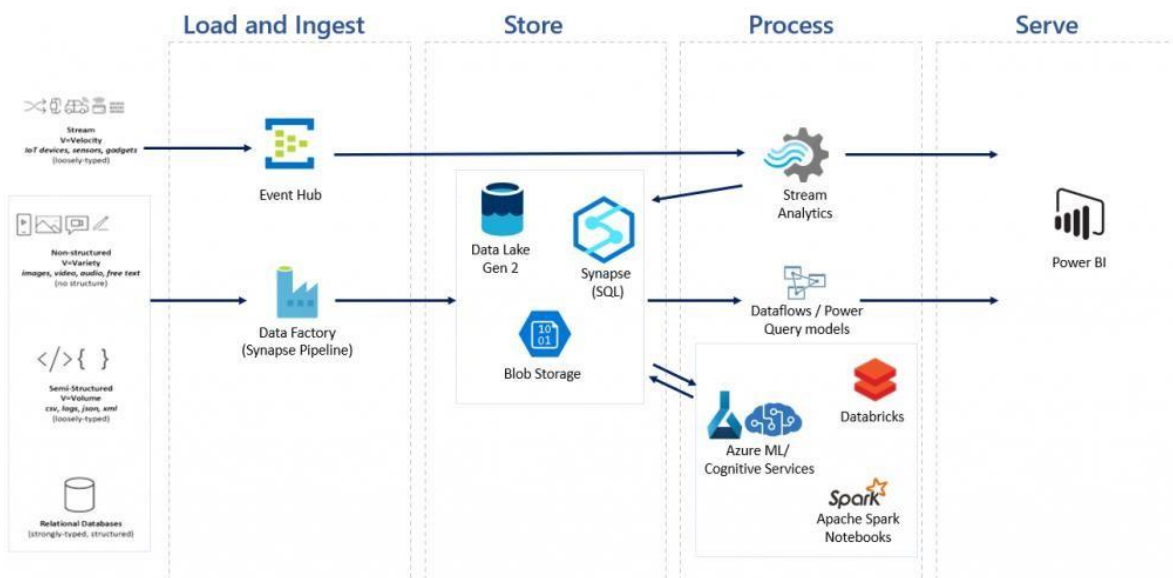 Load and Ingest
Store
Process
Serve
Stream
V=Velocity
IoT devices, sensors, gadgets
(loosely-typed)
Event Hub
Stream
Analytics
Non-structured
V=Variety
images, video, audio, free text
(no structure)
Data Lake
Gen 2
Synapse
(SQL)
Power BI
Data Factory
(Synapse Pipeline)
Dataflows / Power
Query models
10
01
Blob Storage
</>{ }
Semi-Structured
V=Volume
csv, logs, json, xml
(loosely-typed)
Databricks
Azure ML/
Cognitive Services
Spark
Apache Spark
Notebooks
Relational Databases
(strongly-typed, structured)